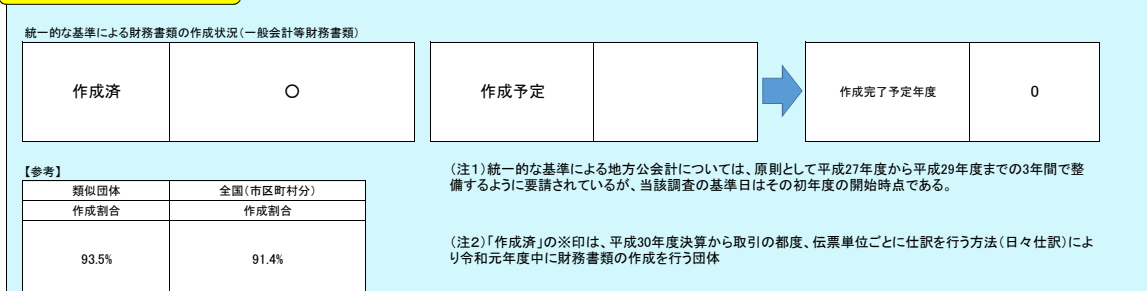 統一的な基準による財務書類の作成状況（一般会計等財務書類）
作成済 ○ 作成予定 作成完了予定年度 0
【参考】
類似団体 全国（市区町村分）
作成割合 作成割合
93.5% 91.4%
（注１）統一的な基準による地方公会計については、原則として平成27年度から平成29年度までの3年間で整
備するように要請されているが、当該調査の基準日はその初年度の開始時点である。
（注２）「作成済」の※印は、平成30年度決算から取引の都度、伝票単位ごとに仕訳を行う方法（日々仕訳）によ
り令和元年度中に財務書類の作成を行う団体